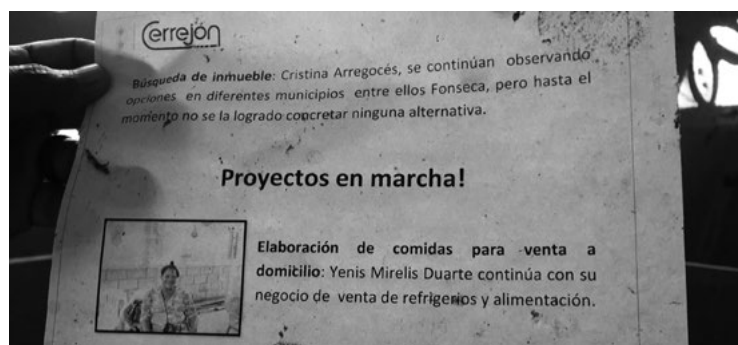 Cerrejón
Búsqueda de inmueble: Cristina Arregocés, se continúan observando
opciones en diferentes municipios entre ellos Fonseca, pero hasta el
momento no se la logrado concretar ninguna alternativa.
Proyectos en marcha!
Elaboración de comidas para venta a
domicilio: Yenis Mirelis Duarte continúa con su
negocio de venta de refrigerios y alimentación.